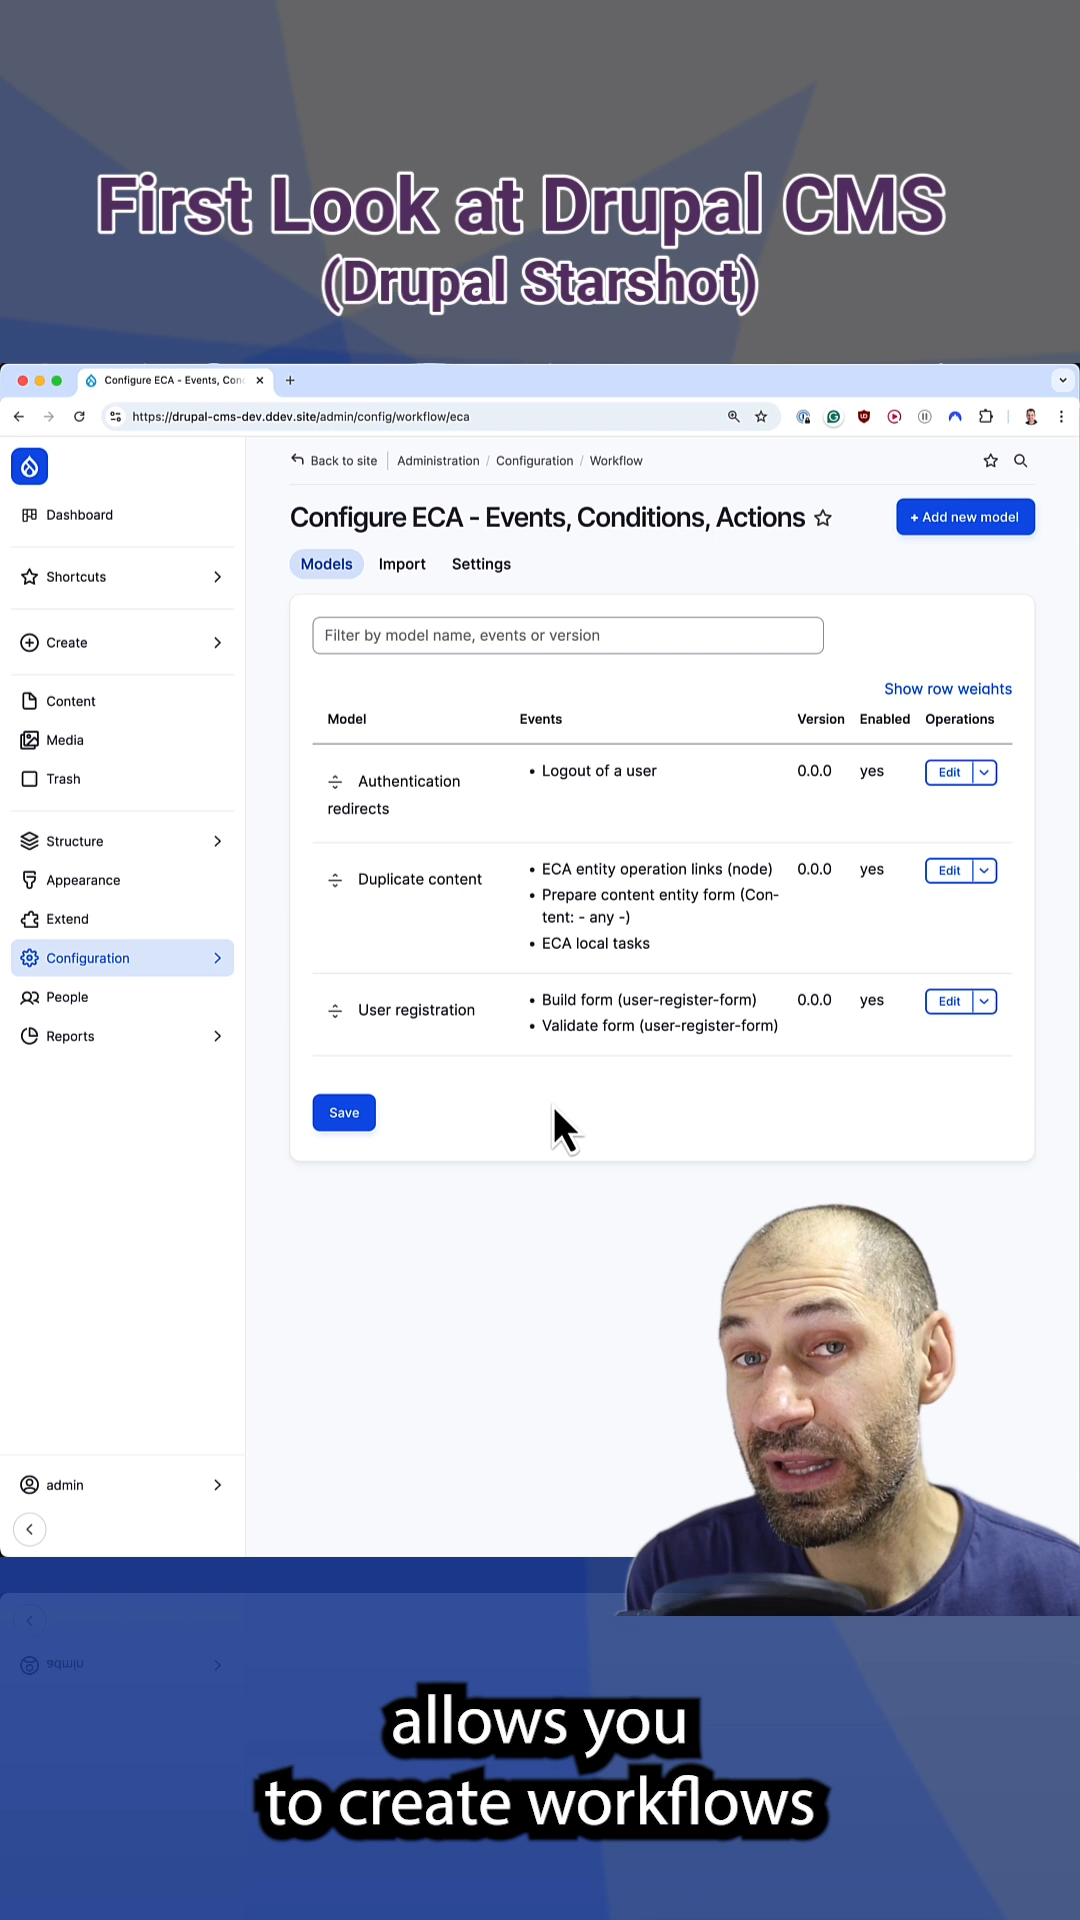 First Look at Drupal CMS
(Drupal Starshot)
Configure ECA - Events, Con
https://drupal-cms-dev.ddev.site/admin/config/workflow/eca
Back to site
Administration / Configuration / Workflow
Dashboard
Shortcuts
Create
Content
Media
Trash
Structure
Appearance
Extend
Configuration
People
Reports
admin
Configure ECA - Events, Conditions, Actions
+ Add new model
Models Import Settings
Filter by model name, events or version
Show row weights
Model Events Version Enabled Operations
Authentication
redirects
• Logout of a user
0.0.0 yes Edit
Duplicate content
• ECA entity operation links (node)
• Prepare content entity form (Con-
tent: - any -)
• ECA local tasks
0.0.0 yes Edit
User registration
• Build form (user-register-form)
• Validate form (user-register-form)
0.0.0 yes Edit
Save
admin
allows you
to create workflows